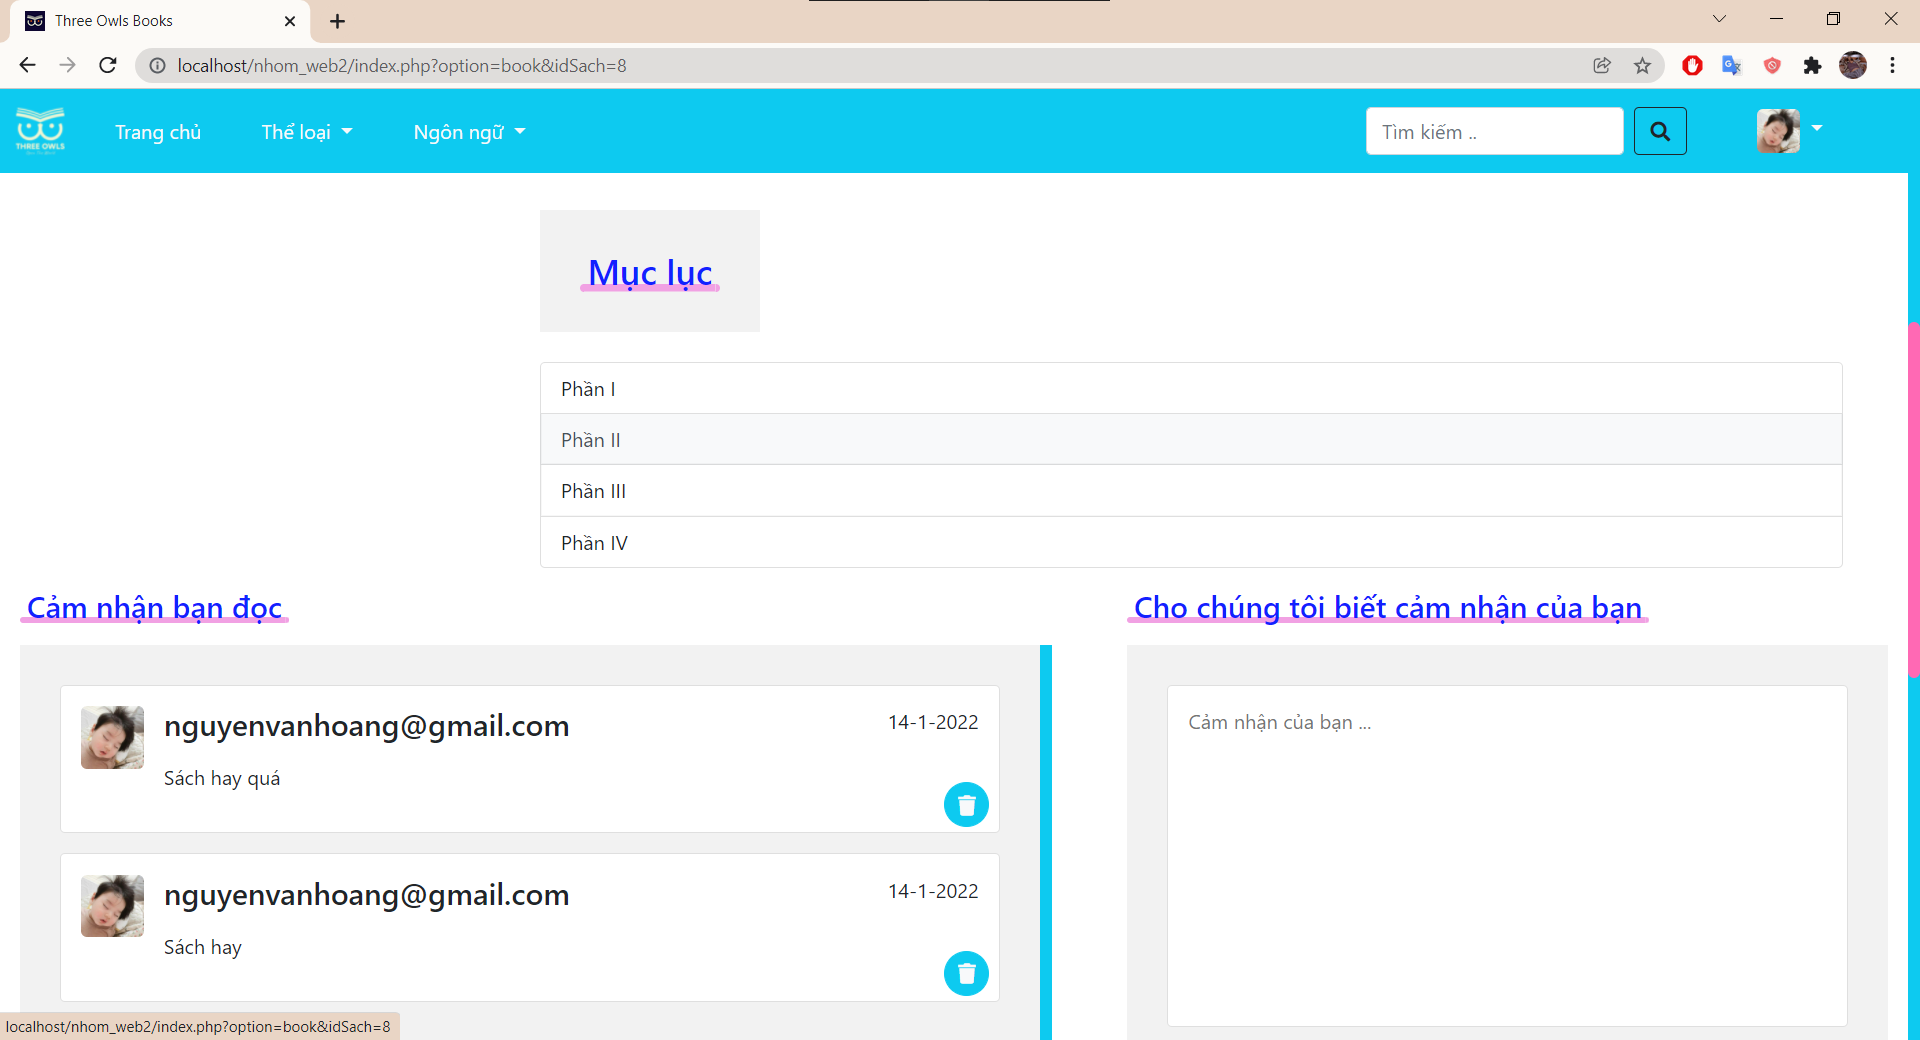 Three Owls Books
localhost/nhom_web2/index.php?option=book&idSach=8
THREE OWLS
Trang chủ
Thể loại
Ngôn ngữ
Tìm kiếm ..
Mục lục
Phần I
Phần II
Phần III
Phần IV
Cảm nhận bạn đọc
Cho chúng tôi biết cảm nhận của bạn
nguyenvanhoang@gmail.com
14-1-2022
Sách hay quá
Cảm nhận của bạn ...
nguyenvanhoang@gmail.com
14-1-2022
Sách hay
localhost/nhom_web2/index.php?option=book&idSach=8